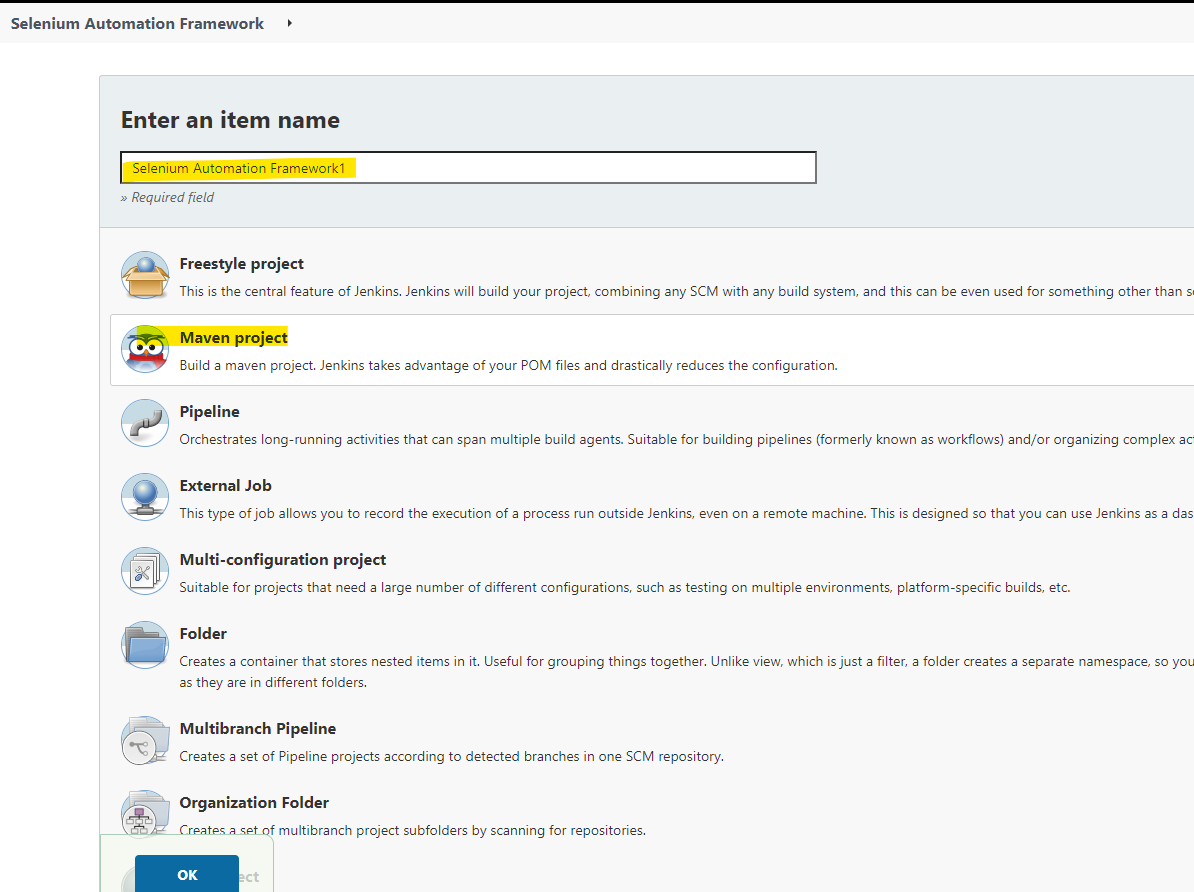 Selenium Automation Framework
Enter an item name
Selenium Automation Framework1
» Required field
Freestyle project
This is the central feature of Jenkins. Jenkins will build your project, combining any SCM with any build system, and this can be even used for something other than
Maven project
Build a maven project. Jenkins takes advantage of your POM files and drastically reduces the configuration.
Pipeline
Orchestrates long-running activities that can span multiple build agents. Suitable for building pipelines (formerly known as workflows) and/or organizing complex
External Job
This type of job allows you to record the execution of a process run outside Jenkins, even on a remote machine. This is designed so that you can use Jenkins as a
Multi-configuration project
Suitable for projects that need a large number of different configurations, such as testing on multiple environments, platform-specific builds, etc.
Folder
Creates a container that stores nested items in it. Useful for grouping things together. Unlike view, which is just a filter, a folder creates a separate namespace, so you
as they are in different folders.
Multibranch Pipeline
Creates a set of Pipeline projects according to detected branches in one SCM repository.
Organization Folder
Creates a set of multibranch project subfolders by scanning for repositories.
OK